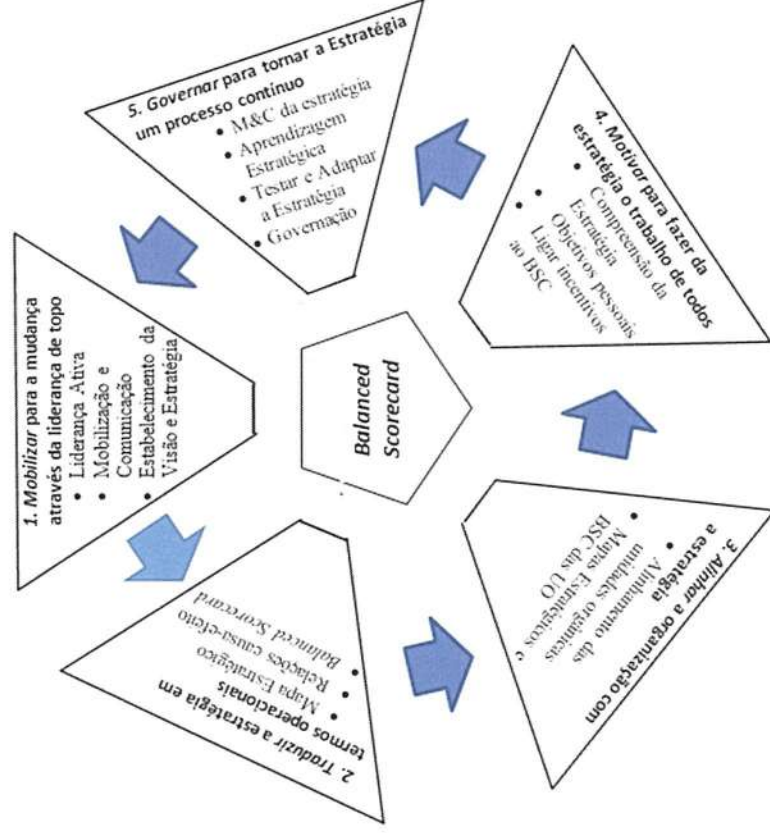 1. Mobilizar para a mudança
através da liderança de topo
• Liderança Ativa
• Mobilização e
Comunicação
• Estabelecimento da
Visão e Estratégia
2. Traduzir a estratégia em
termos operacionais
• Mapa Estratégico
• Relações causa-efeito
• Balanced Scorecard
3. Alinhar a organização com
a estratégia
• Alinhamento das
unidades orgânicas
• Mapas Estratégicos e
BSC das UO
4. Motivar para fazer da
estratégia o trabalho de todos
• Compreensão da
Estratégia
• Objetivos pessoais
• Ligar incentivos
ao BSC
5. Governar para tornar a Estratégia
um processo contínuo
• M&C da estratégia
• Aprendizagem
Estratégica
• Testar e Adaptar
a Estratégia
• Governação
Balanced
Scorecard